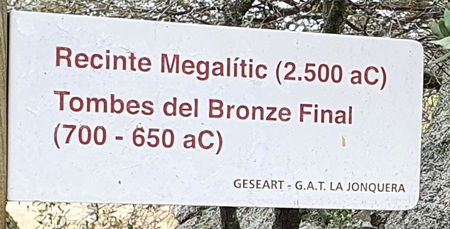 Recinte Megalític (2.500 aC)
Tombes del Bronze Final
(700 - 650 aC)
GESEART - G.A.T. LA JONQUERA